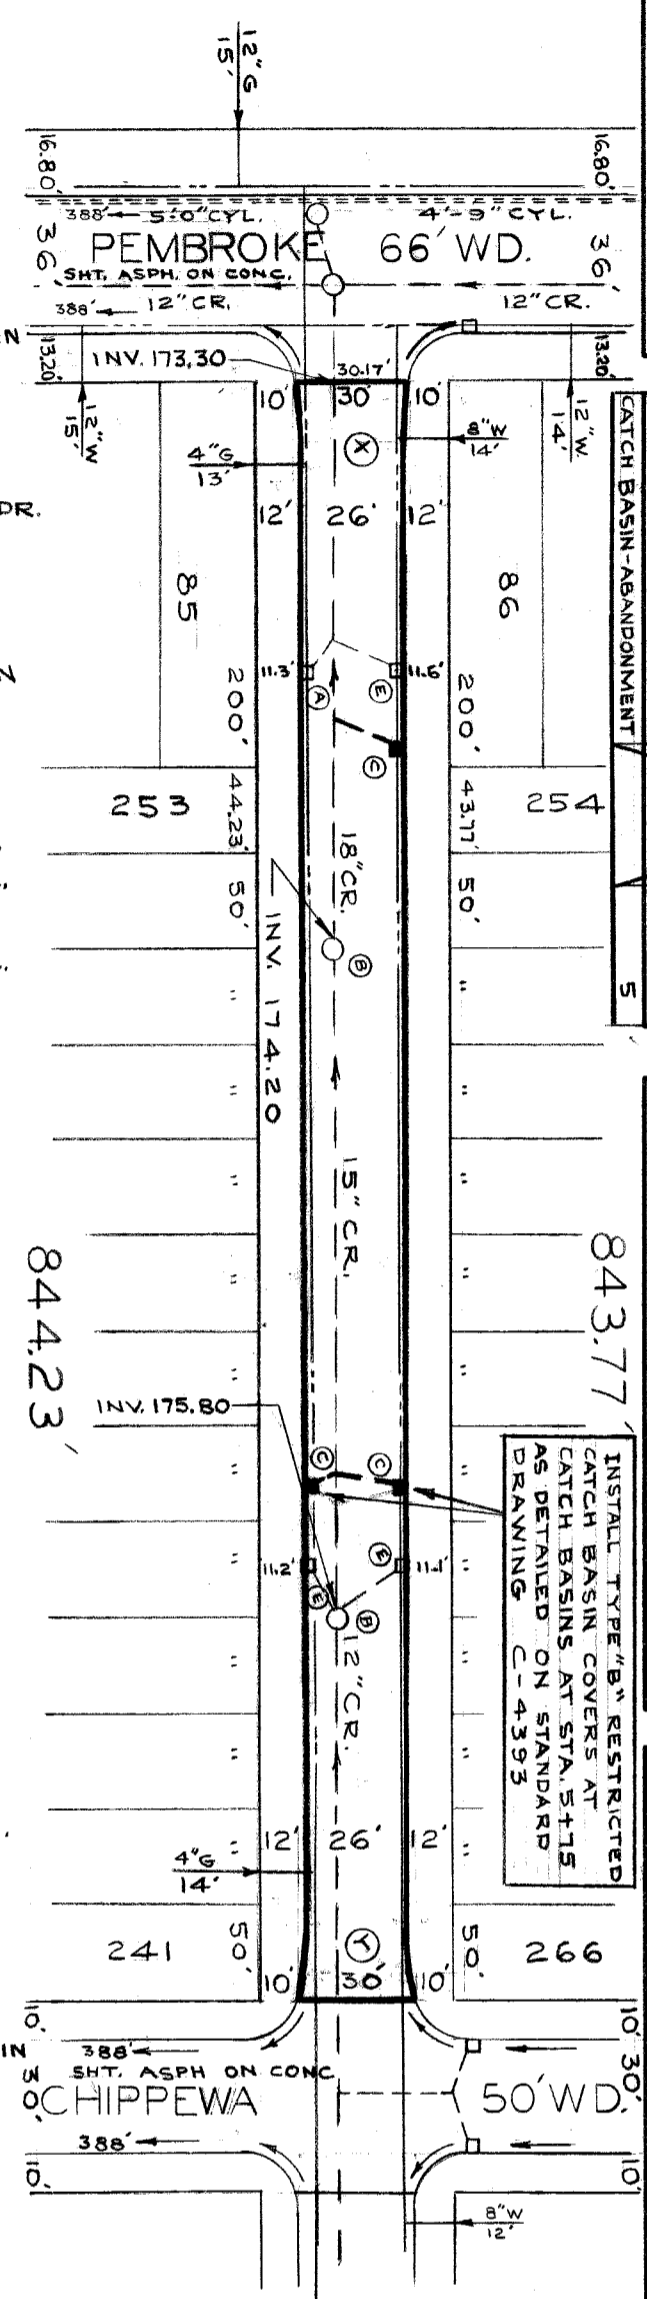 12"G
15'
16.80'
16.80'
388' 5'0"CYL.
4'-9"CYL.
36'
PEMBROKE 66'WD.
36'
SHT. ASPH. ON CONC.
388' 12"CR.
12"CR.
N
13.20'
INV. 173.30
30.17'
13.20'
10' 30' 10'
12"W
15'
4"G
13'
X
8"W
14'
12"W.
14'
CATCH BASIN-ABANDONMENT
5
DR.
12' 26' 12'
85
86
11.3'
A
E
11.6'
200'
200'
C
Z
253
44.23'
43.77'
254
18"CR.
50'
50'
B
INV. 174.20
"
"
"
"
"
"
15"CR.
"
"
843.77'
844.23'
"
"
INV. 175.80
INSTALL TYPE "B" RESTRICTED
CATCH BASIN COVERS AT
CATCH BASINS AT STA. 5+75
AS DETAILED ON STANDARD
DRAWING C-4393
"
C
C
"
"
11.2'
E
E
11.1'
"
B
12"CR.
"
"
"
"
"
12' 26' 12'
"
4"G
14'
241
50'
Y
50'
266
10' 30' 10'
10'
10'
IN
388'
SHT. ASPH ON CONC
30'
CHIPPEWA 50'WD.
30'
388'
10'
10'
8"W
12'